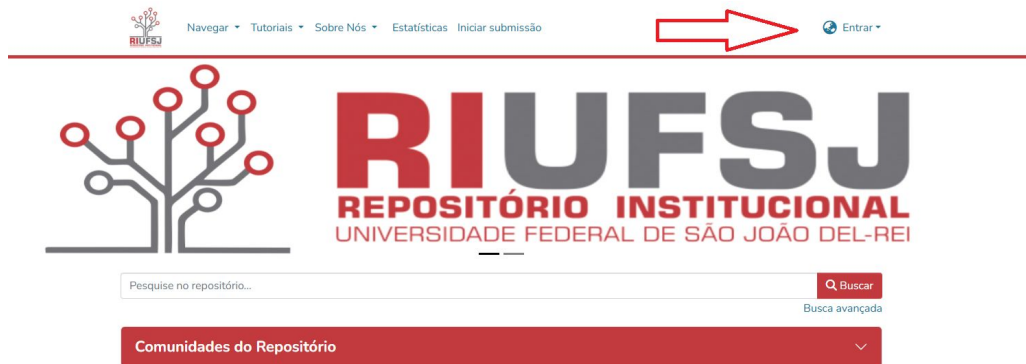 RIUFSJ
Navegar Tutoriais Sobre Nós Estatísticas Iniciar submissão Entrar
RIUFSJ
REPOSITÓRIO INSTITUCIONAL
UNIVERSIDADE FEDERAL DE SÃO JOÃO DEL-REI
Pesquise no repositório... Buscar
Busca avançada
Comunidades do Repositório